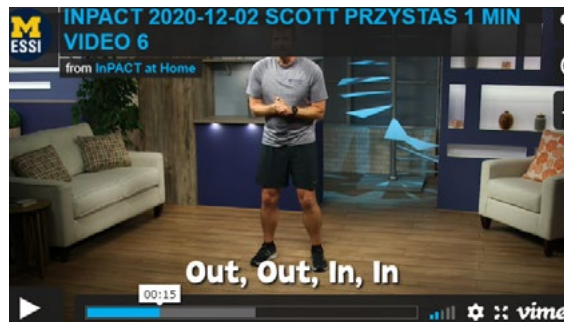 M
ESSI
INPACT 2020-12-02 SCOTT PRZYSTAS 1 MIN
VIDEO 6
from InPACT at Home
Out, Out, In, In
00:15
vime